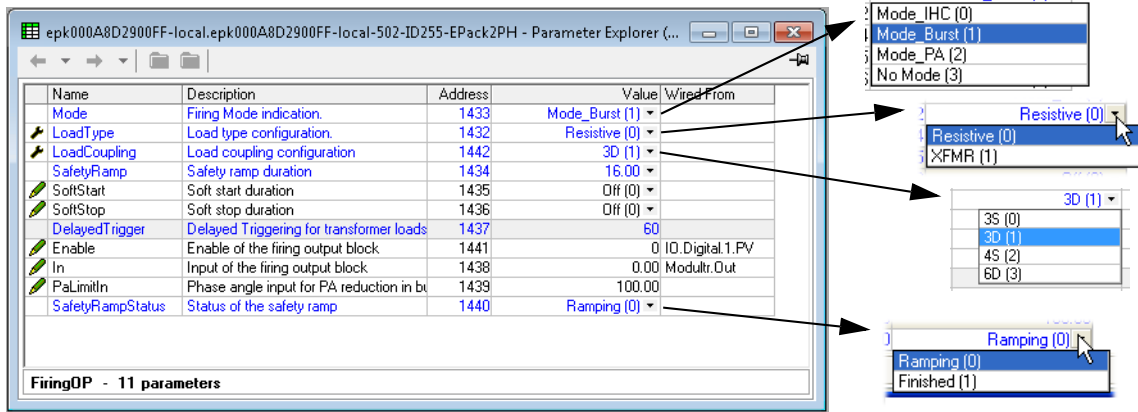 epk000A8D2900FF-local.epk000A8D2900FF-local-502-ID255-EPack2PH - Parameter Explorer (...
Name Description Address Value Wired From
Mode Firing Mode indication. 1433 Mode_Burst (1)
LoadType Load type configuration. 1432 Resistive (0)
LoadCoupling Load coupling configuration 1442 3D (1)
SafetyRamp Safety ramp duration 1434 16.00
SoftStart Soft start duration 1435 Off (0)
SoftStop Soft stop duration 1436 Off (0)
DelayedTrigger Delayed Triggering for transformer loads 1437 60
Enable Enable of the firing output block 1441 0 IO.Digital.1.PV
In Input of the firing output block 1438 0.00 Modultr.Out
PaLimitIn Phase angle input for PA reduction in bu 1439 100.00
SafetyRampStatus Status of the safety ramp 1440 Ramping (0)
FiringOP - 11 parameters
Mode_IHC (0)
Mode_Burst (1)
Mode_PA (2)
No Mode (3)
Resistive (0)
Resistive (0)
XFMR (1)
3D (1)
3S (0)
3D (1)
4S (2)
6D (3)
Ramping (0)
Ramping (0)
Finished (1)